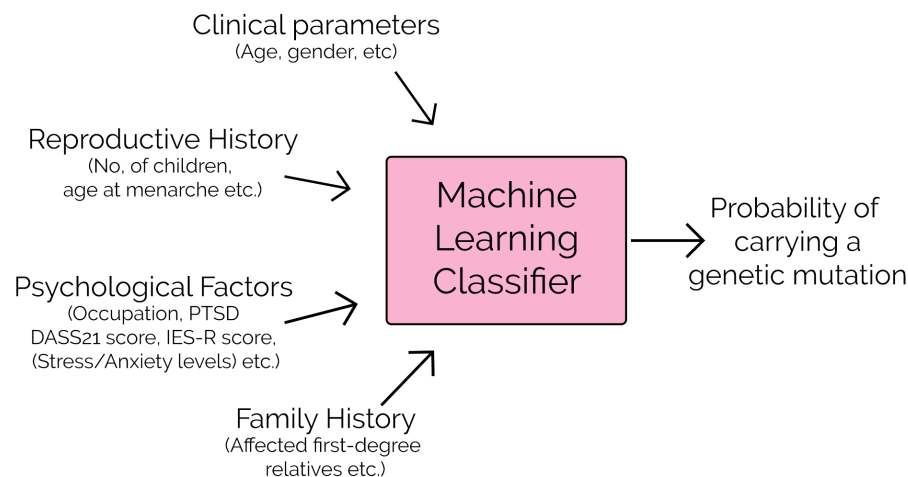 Clinical parameters
(Age, gender, etc)
Reproductive History
(No, of children,
age at menarche etc.)
Psychological Factors
(Occupation, PTSD
DASS21 score, IES-R score,
(Stress/Anxiety levels) etc.)
Family History
(Affected first-degree
relatives etc.)
Machine
Learning
Classifier
Probability of
carrying a
genetic mutation